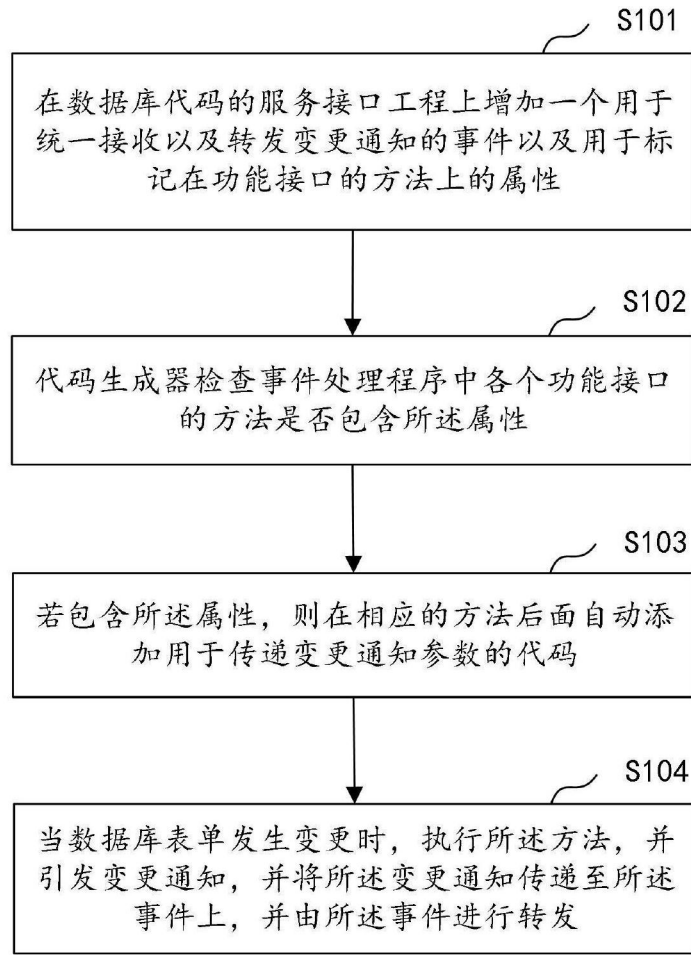 S101
在数据库代码的服务接口工程上增加一个用于
统一接收以及转发变更通知的事件以及用于标
记在功能接口的方法上的属性
S102
代码生成器检查事件处理程序中各个功能接口
的方法是否包含所述属性
S103
若包含所述属性，则在相应的方法后面自动添
加用于传递变更通知参数的代码
S104
当数据库表单发生变更时，执行所述方法，并
引发变更通知，并将所述变更通知传递至所述
事件上，并由所述事件进行转发